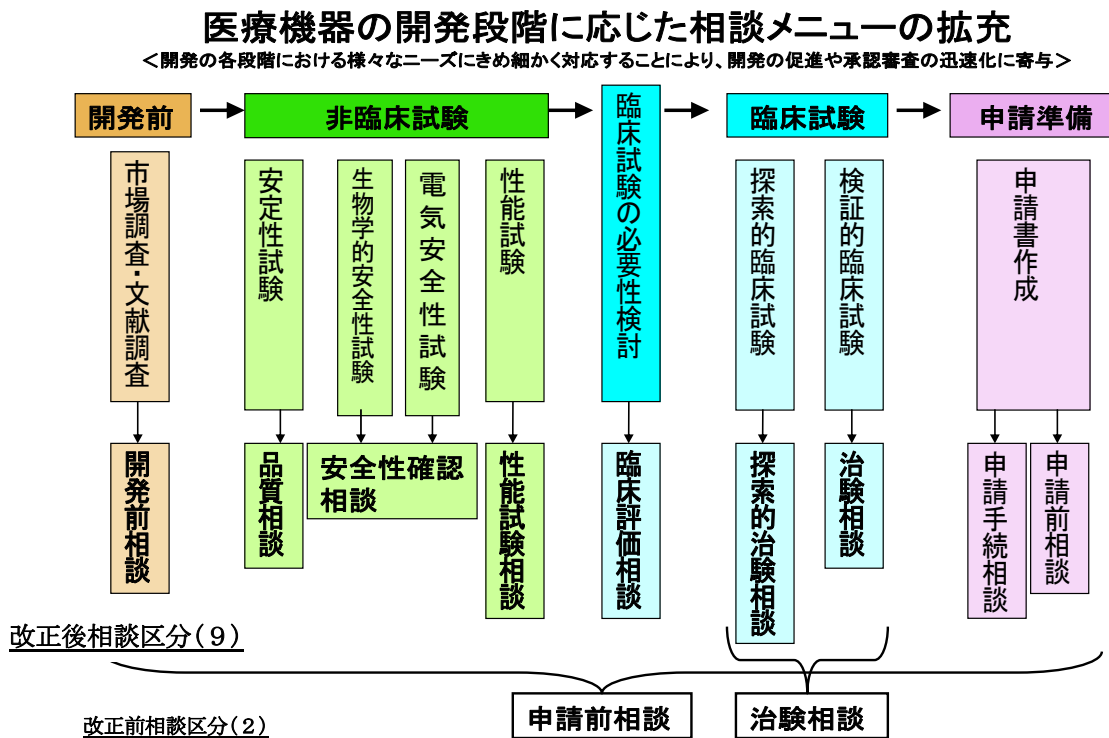 医療機器の開発段階に応じた相談メニューの拡充
＜開発の各段階における様々なニーズにきめ細かく対応することにより、開発の促進や承認審査の迅速化に寄与＞
開発前
非臨床試験
臨床試験の必要性検討
臨床試験
申請準備
市場調査・文献調査
安定性試験
生物学的安全性試験
電気安全性試験
性能試験
探索的臨床試験
検証的臨床試験
申請書作成
開発前相談
品質相談
安全性確認
相談
性能試験相談
臨床評価相談
探索的治験相談
治験相談
申請手続相談
申請前相談
改正後相談区分(９)
申請前相談
治験相談
改正前相談区分(２)